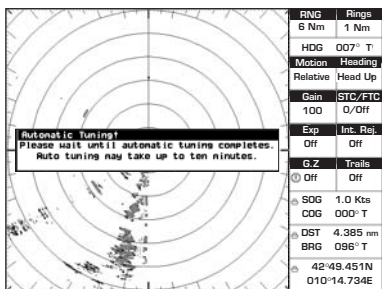 RNG Rings
6 Nm 1 Nm
HDG 007° T
Motion Heading
Relative Head Up
Gain STC/FTC
100 0/Off
Exp Int. Rej.
Off Off
G.Z Trails
Off Off
SOG 1.0 Kts
COG 000° T
DST 4.385 nm
BRG 096° T
42°49.451N
010°14.734E
Automatic Tuning!
Please wait until automatic tuning completes.
Auto tuning may take up to ten minutes.